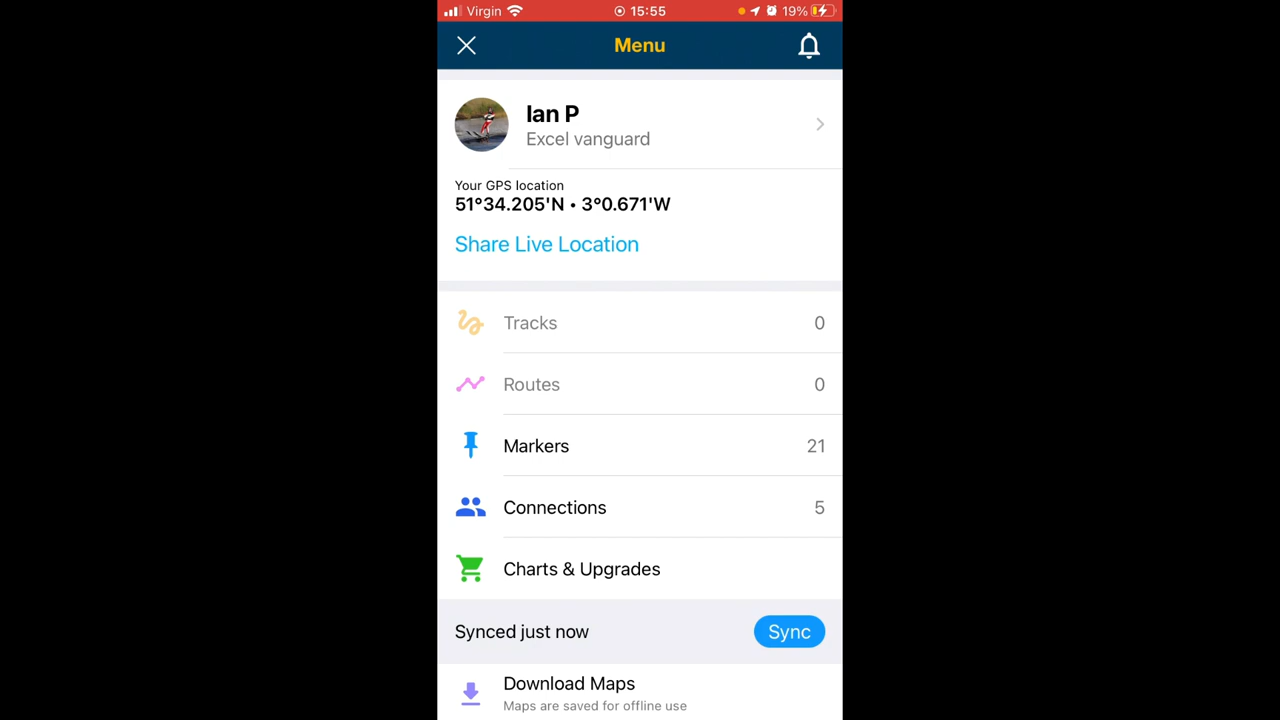 Virgin 15:55 19%
Menu
Ian P
Excel vanguard
Your GPS location
51°34.205'N • 3°0.671'W
Share Live Location
Tracks 0
Routes 0
Markers 21
Connections 5
Charts & Upgrades
Synced just now Sync
Download Maps
Maps are saved for offline use